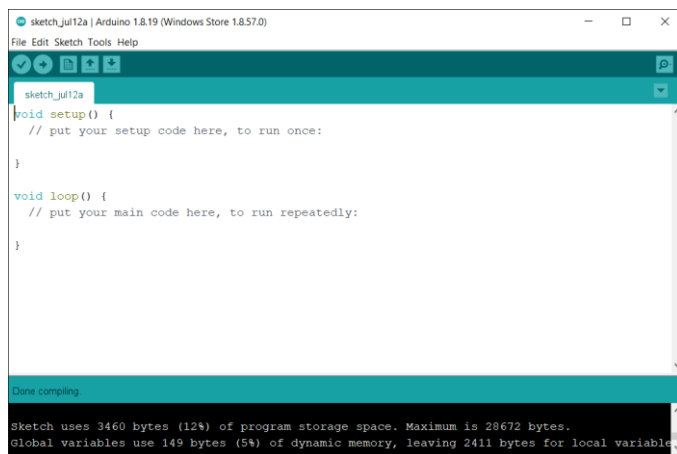 sketch_jul12a | Arduino 1.8.19 (Windows Store 1.8.57.0)
File Edit Sketch Tools Help
sketch_jul12a
void setup() {
  // put your setup code here, to run once:
}
void loop() {
  // put your main code here, to run repeatedly:
}
Done compiling.
Sketch uses 3460 bytes (12%) of program storage space. Maximum is 28672 bytes.
Global variables use 149 bytes (5%) of dynamic memory, leaving 2411 bytes for local variable